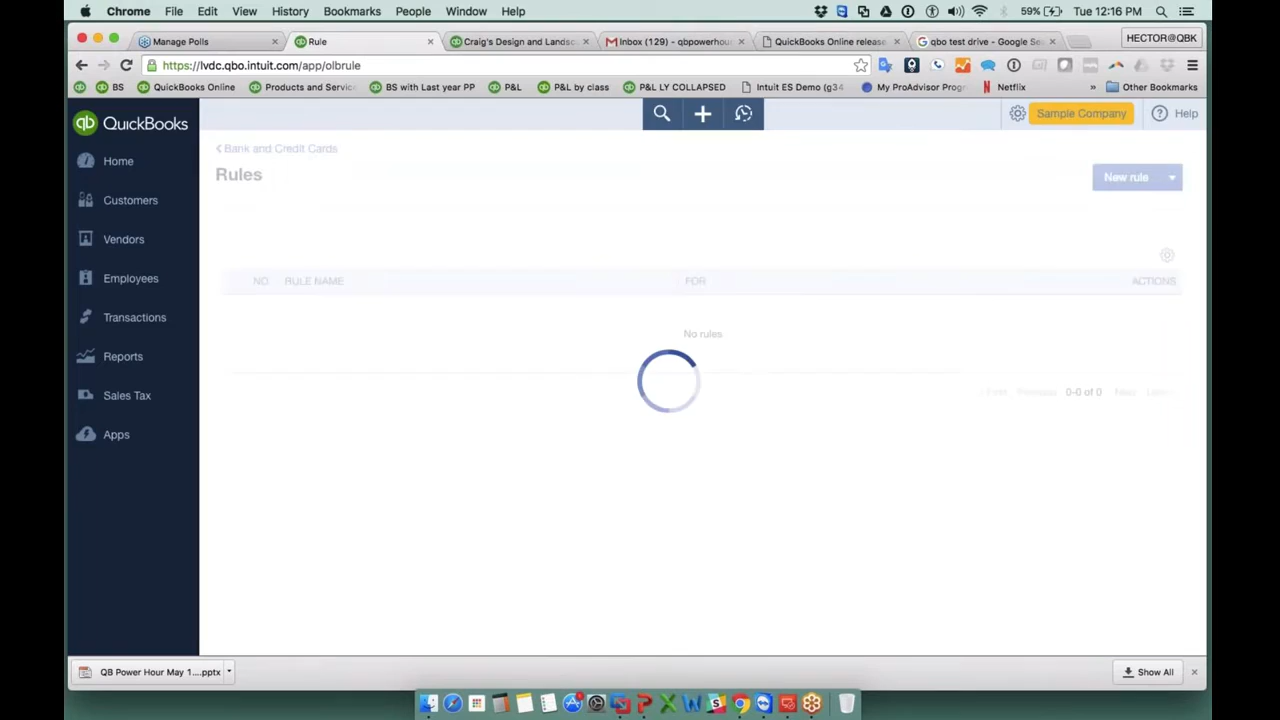 Chrome File Edit View History Bookmarks People Window Help 59% Tue 12:16 PM
Manage Polls Rule Craig's Design and Landsc Inbox (129) - qbpowerhou QuickBooks Online release qbo test drive - Google Se HECTOR@QBK
https://lvdc.qbo.intuit.com/app/olbrule
BS QuickBooks Online Products and Servic BS with Last year PP P&L P&L by class P&L LY COLLAPSED Intuit ES Demo (g34 My ProAdvisor Progr Netflix » Other Bookmarks
qb QuickBooks
Sample Company Help
Home
Customers
Vendors
Employees
Transactions
Reports
Sales Tax
Apps
Bank and Credit Cards
Rules
New rule
NO RULE NAME FOR ACTIONS
No rules
Previous 0-0 of 0 Next
QB Power Hour May 1....pptx
Show All